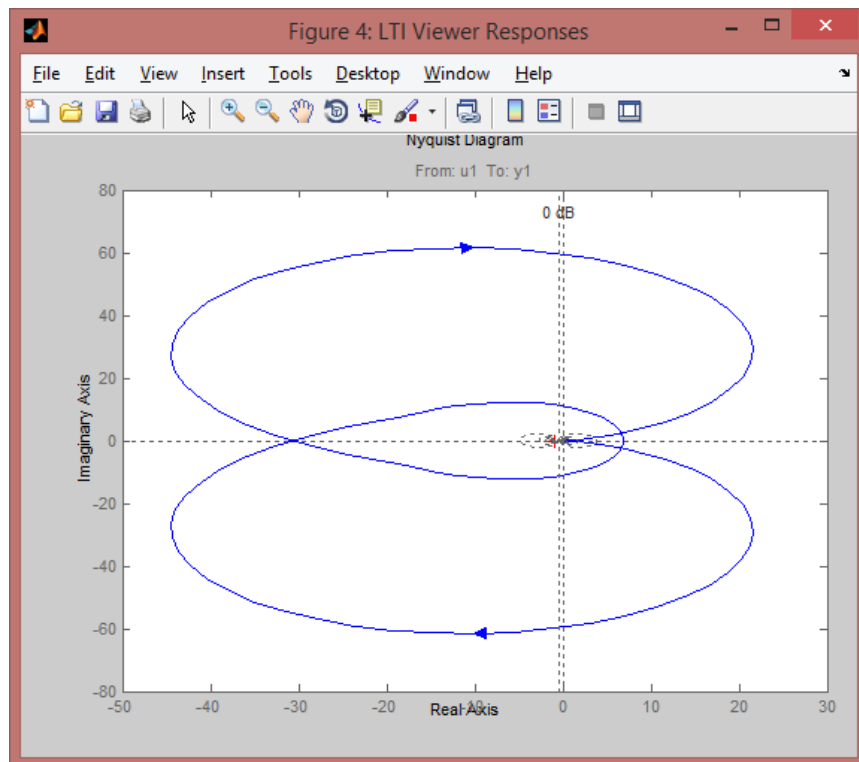 Figure 4: LTI Viewer Responses
File Edit View Insert Tools Desktop Window Help
Nyquist Diagram
From: u1 To: y1
0 dB
80
60
40
20
0
-20
-40
-60
-80
Imaginary Axis
-50 -40 -30 -20 -10 0 10 20 30
Real Axis